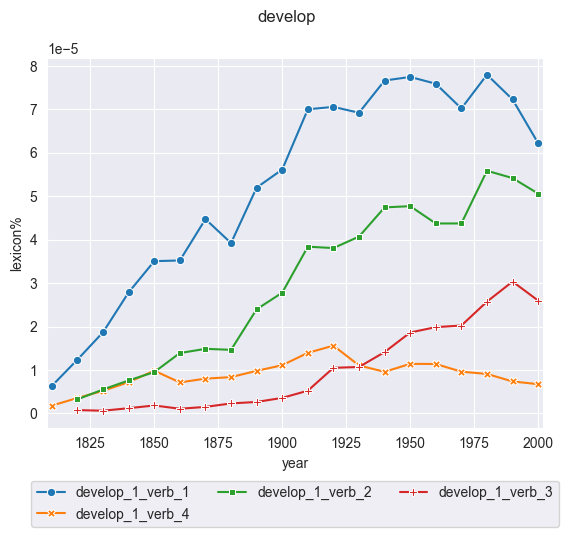 develop
1e−5
8
7
6
5
4
3
2
1
0
lexicon%
1825 1850 1875 1900 1925 1950 1975 2000
year
develop_1_verb_1 develop_1_verb_2 develop_1_verb_3
develop_1_verb_4